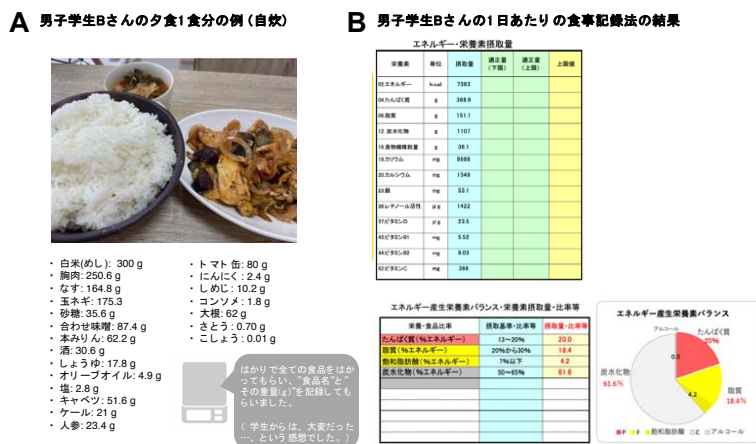 A 男子学生Bさんの夕食1食分の例（自炊）
・ 白米(めし): 300 g
・ 胸肉: 250.6 g
・ なす: 164.8 g
・ 玉ネギ: 175.3
・ 砂糖: 35.6 g
・ 合わせ味噌: 87.4 g
・ 本みりん: 62.2 g
・ 酒: 30.6 g
・ しょうゆ: 17.8 g
・ オリーブオイル: 4.9 g
・ 塩: 2.8 g
・ キャベツ: 51.6 g
・ ケール: 21 g
・ 人参: 23.4 g
・ トマト缶: 80 g
・ にんにく: 2.4 g
・ しめじ: 10.2 g
・ コンソメ: 1.8 g
・ 大根: 62 g
・ さとう: 0.70 g
・ こしょう: 0.01 g
はかりで全ての食品をはか
ってもらい、"食品名"と"
その重量(g)"を記録しても
らいました。
（ 学生からは、大変だった
…、という感想でした。）
B 男子学生Bさんの1日あたりの食事記録法の結果
エネルギー・栄養素摂取量
栄養素 単位 摂取量 適正量(下限) 適正量(上限) 上限値
02.エネルギー kcal 7383
04.たんぱく質 g 368.9
06.脂質 g 151.1
12.炭水化物 g 1107
18.食物繊維総量 g 36.1
19.カリウム mg 8688
20.カルシウム mg 1549
23.鉄 mg 55.1
36.レチノール活性 μg 1422
37.ビタミンD μg 23.5
43.ビタミンB1 mg 5.52
44.ビタミンB2 mg 9.03
52.ビタミンC mg 368
エネルギー産生栄養素バランス・栄養素摂取量・比率等
栄養・食品比率 摂取基準・比率等 摂取量・比率等
たんぱく質(%エネルギー) 13〜20% 20.0
脂質(%エネルギー) 20%から30% 18.4
飽和脂肪酸(%エネルギー) 7%以下 4.2
炭水化物(%エネルギー) 50〜65% 61.6
エネルギー産生栄養素バランス
アルコール
たんぱく質
20%
0.0
炭水化物
61.6%
4.2
脂質
18.4%
P F 飽和脂肪酸 C アルコール